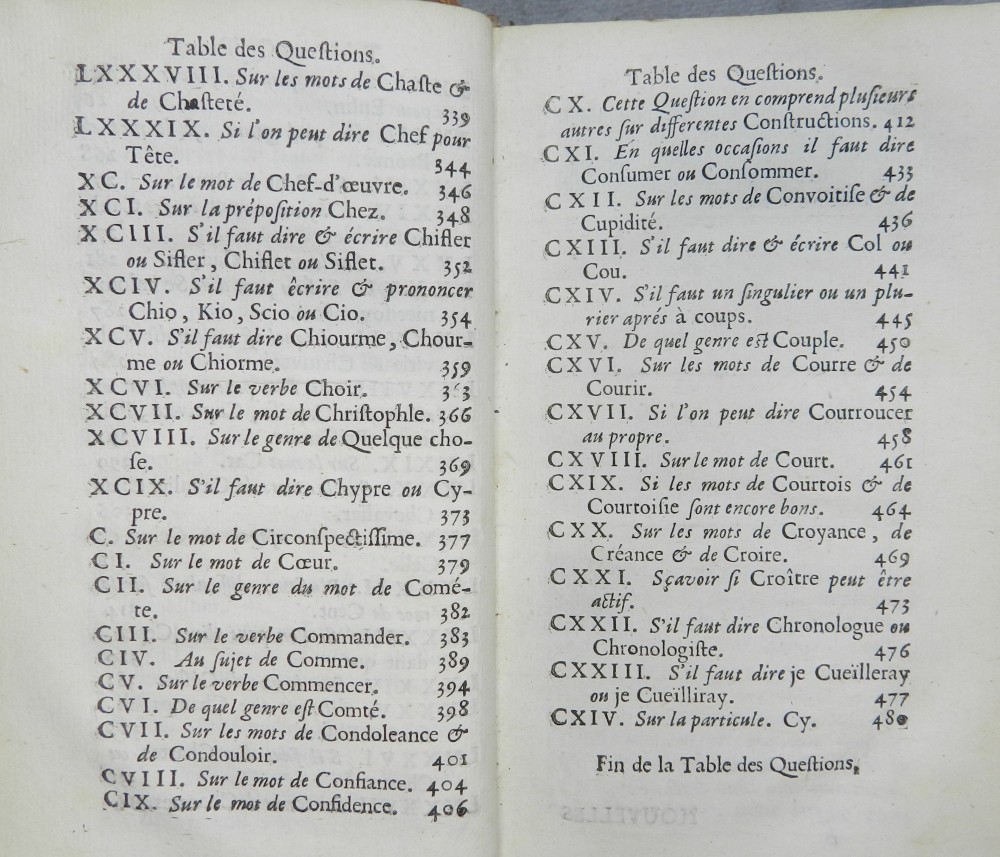 Table des Queſtions.
LXXXVIII. Sur les mots de Chaſte &
de Chaſteté. 339
LXXXIX. Si l'on peut dire Chef pour
Tête. 344
XC. Sur le mot de Chef-d'œuvre. 346
XCI. Sur la prépoſition Chez. 348
XCIII. S'il faut dire & écrire Chifler
ou Sifler, Chiflet ou Siflet. 352
XCIV. S'il faut êcrire & prononcer
Chio, Kio, Scio ou Cio. 354
XCV. S'il faut dire Chiourme, Chour-
me ou Chiorme. 359
XCVI. Sur le verbe Choir. 363
XCVII. Sur le mot de Chriſtophle. 366
XCVIII. Sur le genre de Quelque cho-
ſe. 369
XCIX. S'il faut dire Chypre ou Cy-
pre. 373
C. Sur le mot de Circonſpectiſſime. 377
CI. Sur le mot de Cœur. 379
CII. Sur le genre du mot de Comé-
te. 382
CIII. Sur le verbe Commander. 383
CIV. Au ſujet de Comme. 389
CV. Sur le verbe Commencer. 394
CVI. De quel genre eſt Comté. 398
CVII. Sur les mots de Condoleance &
de Condouloir. 401
CVIII. Sur le mot de Confiance. 404
CIX. Sur le mot de Confidence. 406
Table des Queſtions.
CX. Cette Queſtion en comprend pluſieurs
autres ſur differentes Conſtructions. 412
CXI. En quelles occaſions il faut dire
Conſumer ou Conſommer. 433
CXII. Sur les mots de Convoitiſe & de
Cupidité. 436
CXIII. S'il faut dire & écrire Col ou
Cou. 441
CXIV. S'il faut un ſingulier ou un plu-
rier aprés à coups. 445
CXV. De quel genre eſt Couple. 450
CXVI. Sur les mots de Courre & de
Courir. 454
CXVII. Si l'on peut dire Courroucer
au propre. 458
CXVIII. Sur le mot de Court. 461
CXIX. Si les mots de Courtois & de
Courtoiſie ſont encore bons. 464
CXX. Sur les mots de Croyance, de
Créance & de Croire. 469
CXXI. Sçavoir ſi Croître peut être
actif. 473
CXXII. S'il faut dire Chronologue ou
Chronologiſte. 476
CXXIII. S'il faut dire je Cueïlleray
ou je Cueïlliray. 477
CXIV. Sur la particule. Cy. 480
Fin de la Table des Queſtions.